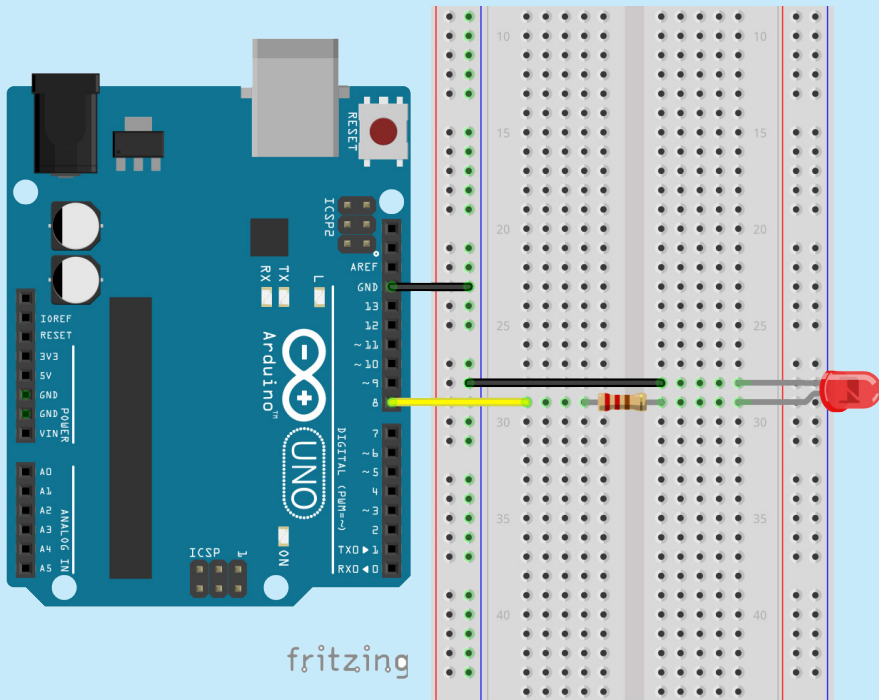 10
10
15
15
20
20
25
25
30
30
35
35
40
40
RESET
ICSP2
AREF
GND
13
12
~11
~10
~9
8
7
~6
~5
4
~3
2
TX0▶1
RX0◀0
DIGITAL (PWM=~)
RX
TX
L
Arduino™
UNO
ON
ICSP
1
IOREF
RESET
3V3
5V
GND
GND
VIN
POWER
A0
A1
A2
A3
A4
A5
ANALOG IN
fritzing